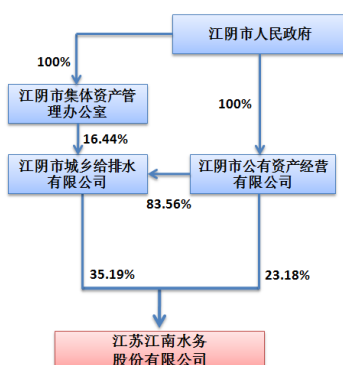 江阴市人民政府
100%
江阴市集体资产管
理办公室
100%
16.44%
江阴市城乡给排水
有限公司
江阴市公有资产经营
有限公司
83.56%
35.19%
23.18%
江苏江南水务
股份有限公司